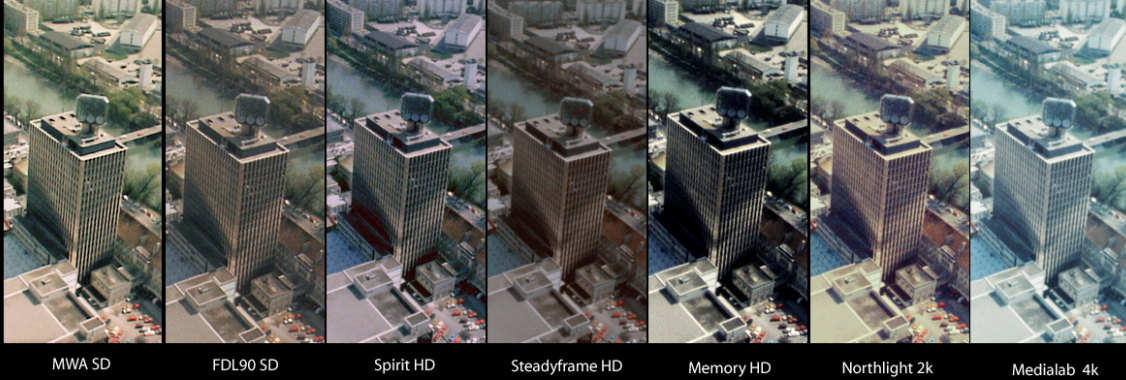 MWA SD
FDL90 SD
Spirit HD
Steadyframe HD
Memory HD
Northlight 2k
Medialab 4k